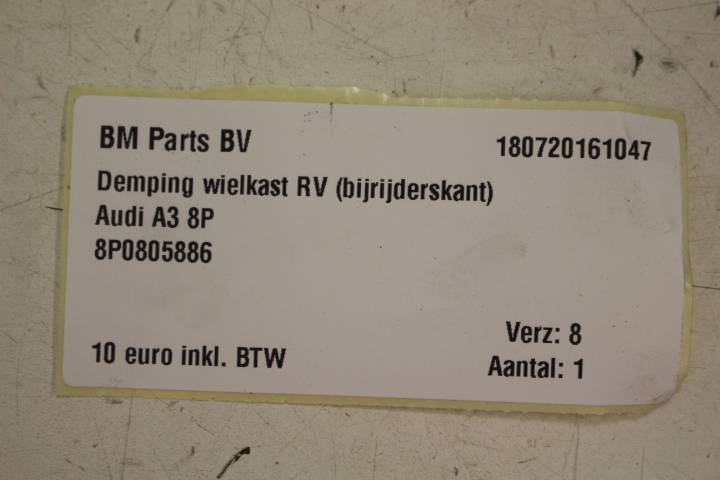 BM Parts BV 180720161047
Demping wielkast RV (bijrijderskant)
Audi A3 8P
8P0805886
Verz: 8
10 euro inkl. BTW Aantal: 1